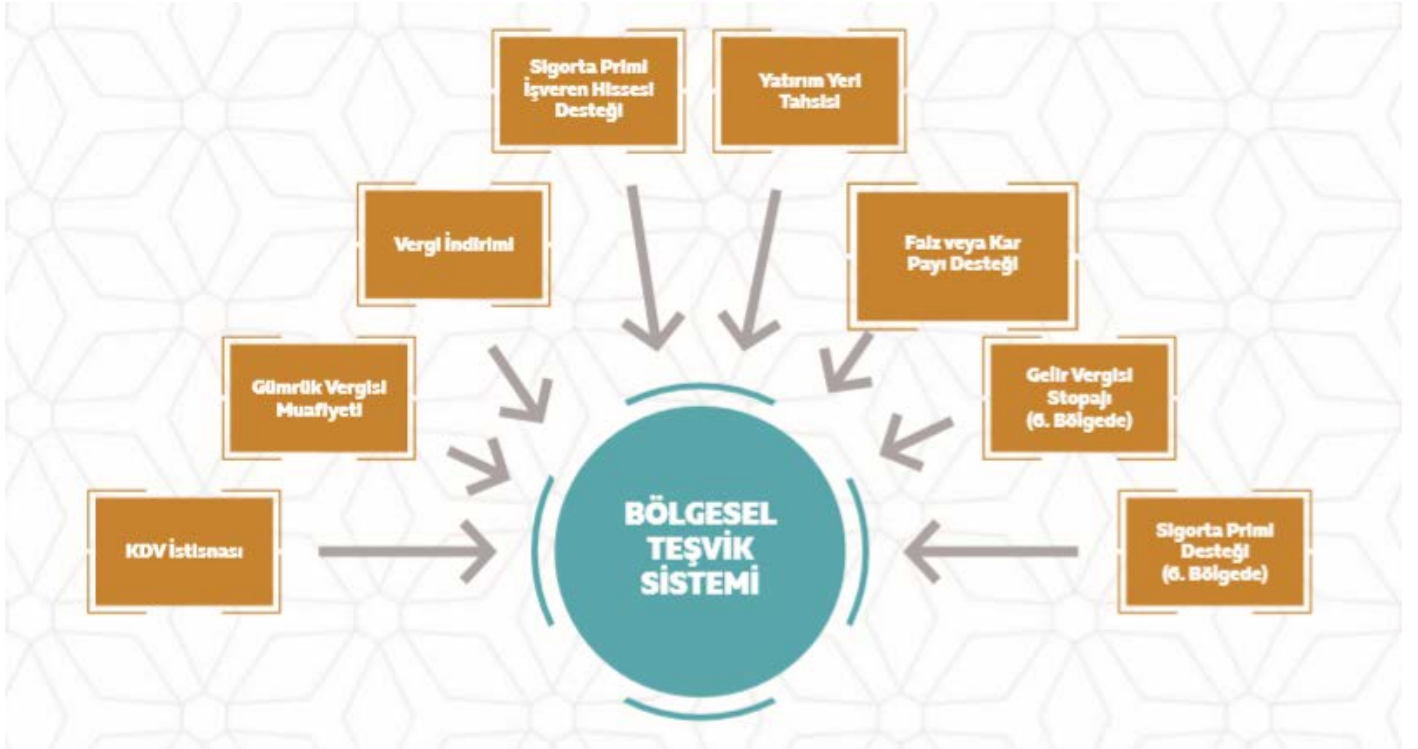 Sigorta Primi
İşveren Hissesi
Desteği
Yatırım Yeri
Tahsisi
Vergi İndirimi
Faiz veya Kar
Payı Desteği
Gümrük Vergisi
Muafiyeti
Gelir Vergisi
Stopajı
(6. Bölgede)
KDV İstisnası
BÖLGESEL
TEŞVİK
SİSTEMİ
Sigorta Primi
Desteği
(6. Bölgede)